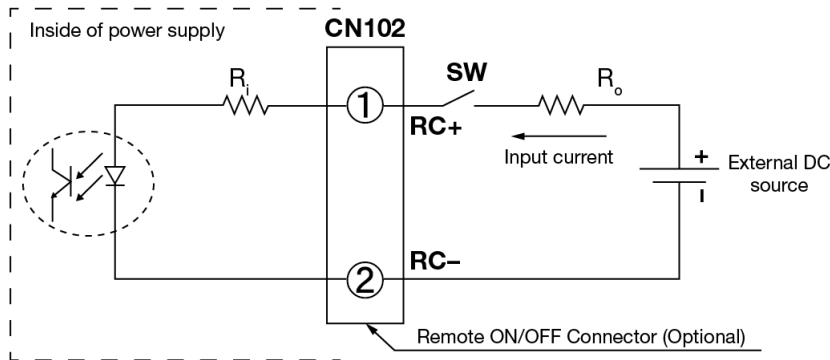 Inside of power supply
CN102
Ri
1
SW
Ro
RC+
Input current
+
External DC
source
−
2
RC−
Remote ON/OFF Connector (Optional)